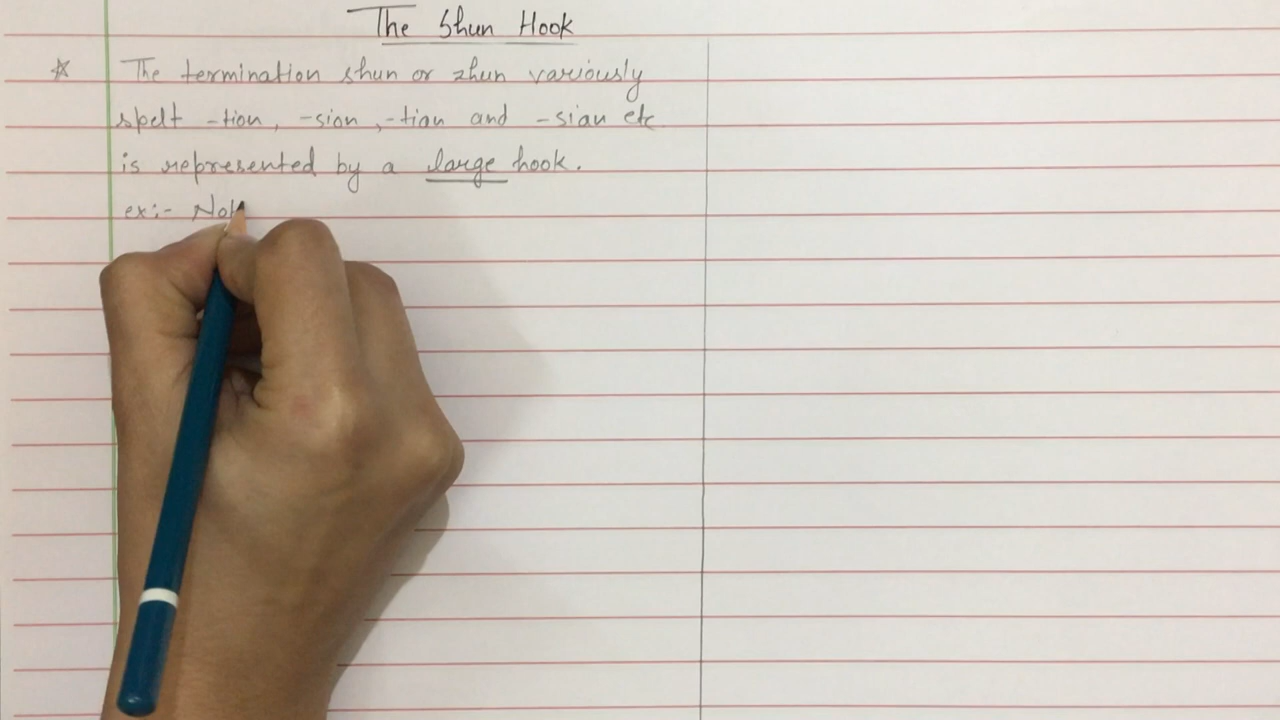 The Shun Hook
☆ The termination shun or zhun variously
spelt -tion, -sion, -tian and -sian etc
is represented by a large hook.
ex:-